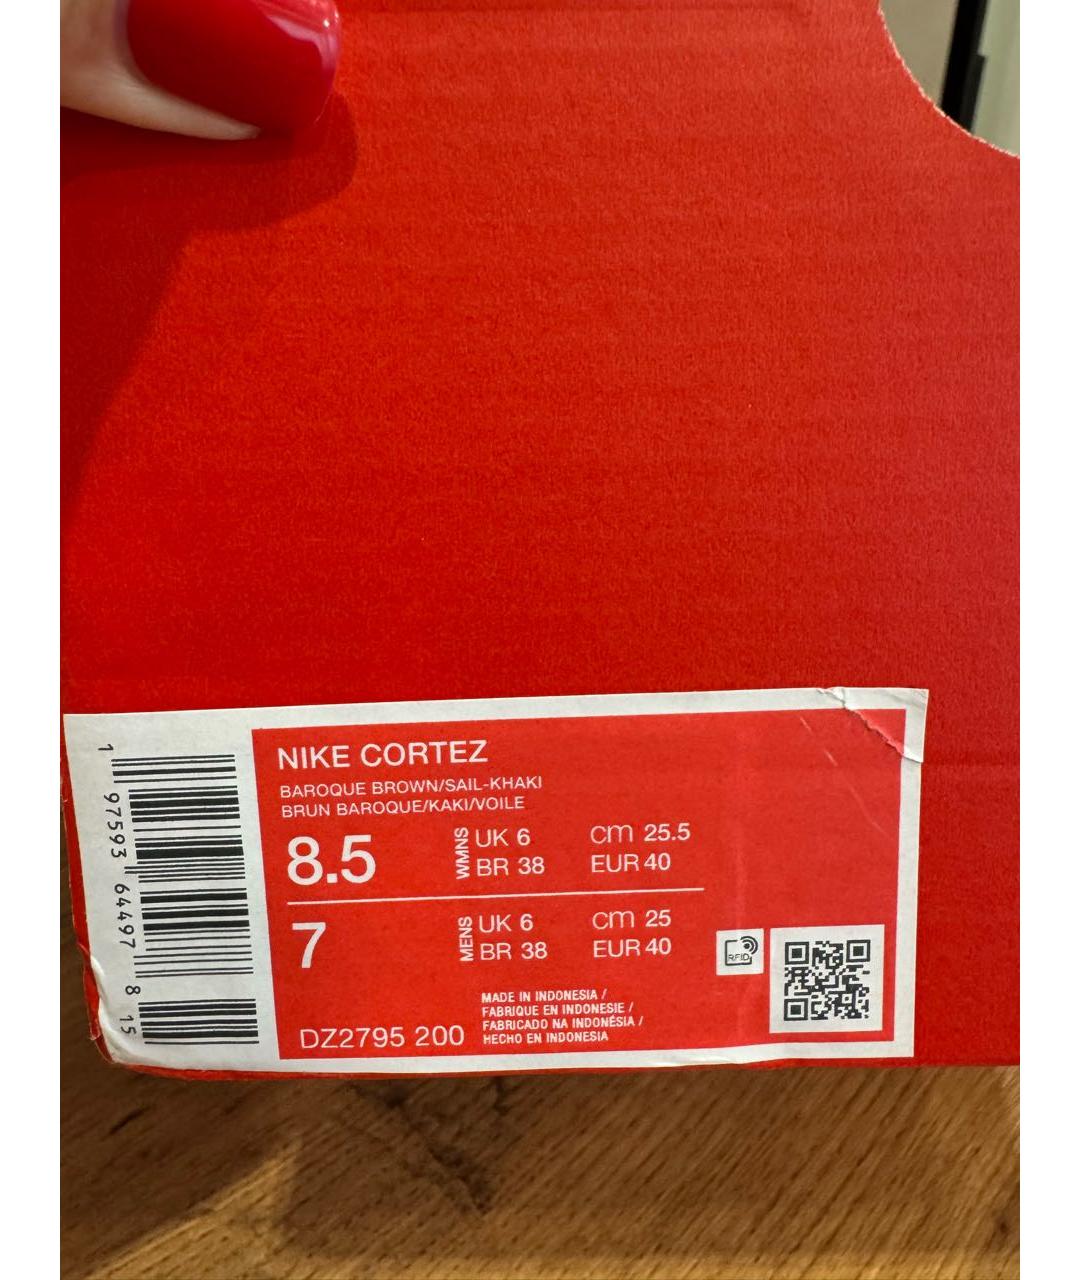 NIKE CORTEZ
BAROQUE BROWN/SAIL-KHAKI
BRUN BAROQUE/KAKI/VOILE
8.5 WMNS UK 6 cm 25.5
BR 38 EUR 40
7 MENS UK 6 cm 25
BR 38 EUR 40
RFID
MADE IN INDONESIA /
FABRIQUE EN INDONESIE /
FABRICADO NA INDONÉSIA /
HECHO EN INDONESIA
DZ2795 200
1 97593 64497 8 15